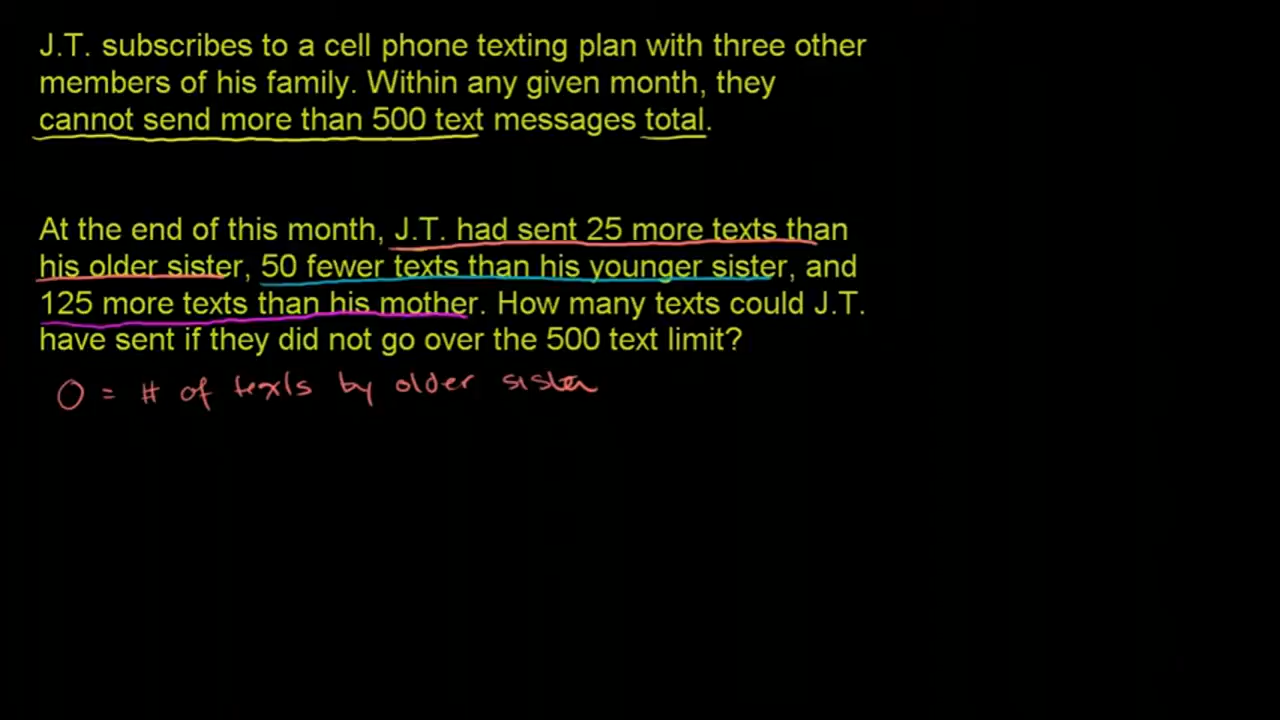 J.T. subscribes to a cell phone texting plan with three other
members of his family. Within any given month, they
cannot send more than 500 text messages total.
At the end of this month, J.T. had sent 25 more texts than
his older sister, 50 fewer texts than his younger sister, and
125 more texts than his mother. How many texts could J.T.
have sent if they did not go over the 500 text limit?
O = # of texts by older sister